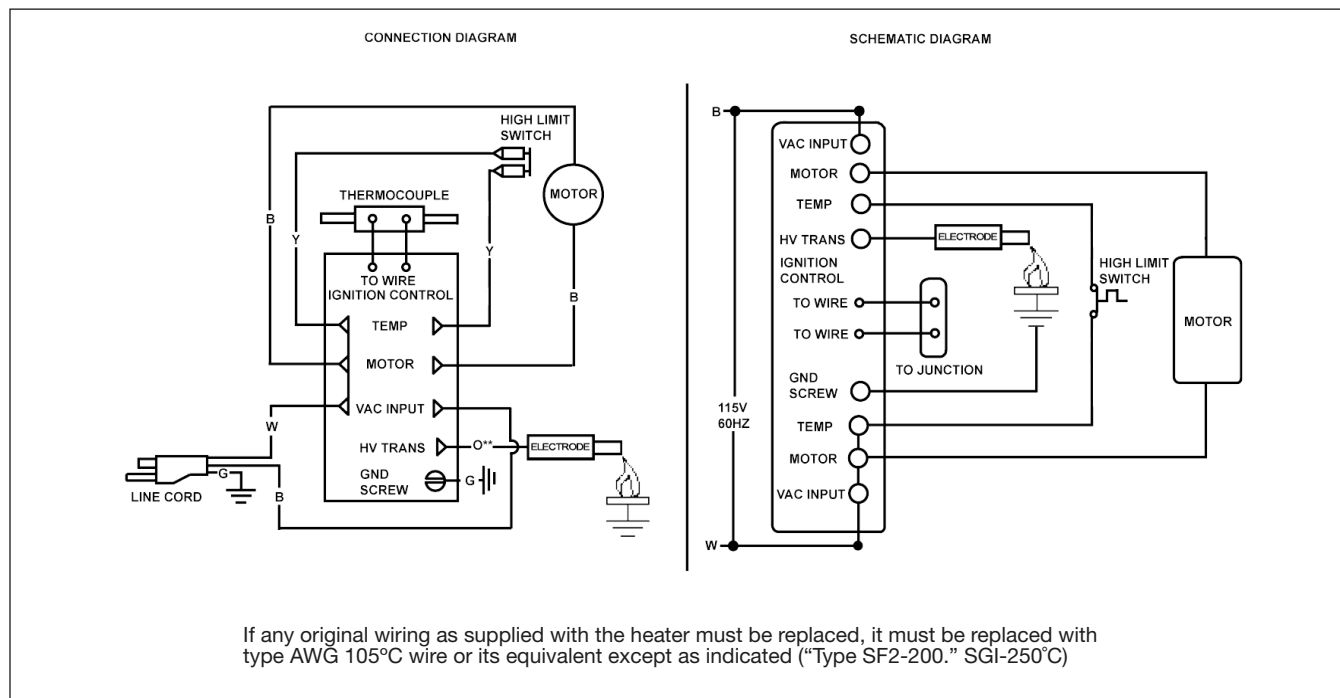 CONNECTION DIAGRAM
HIGH LIMIT
SWITCH
THERMOCOUPLE
MOTOR
B
Y
Y
B
TO WIRE
IGNITION CONTROL
TEMP
MOTOR
VAC INPUT
W
HV TRANS
O**
ELECTRODE
GND
SCREW
G
G
LINE CORD
B
SCHEMATIC DIAGRAM
B
VAC INPUT
MOTOR
TEMP
HV TRANS
ELECTRODE
IGNITION
CONTROL
HIGH LIMIT
SWITCH
TO WIRE
TO WIRE
MOTOR
TO JUNCTION
GND
SCREW
115V
60HZ
TEMP
MOTOR
VAC INPUT
W
If any original wiring as supplied with the heater must be replaced, it must be replaced with
type AWG 105ºC wire or its equivalent except as indicated (“Type SF2-200.” SGI-250˚C)